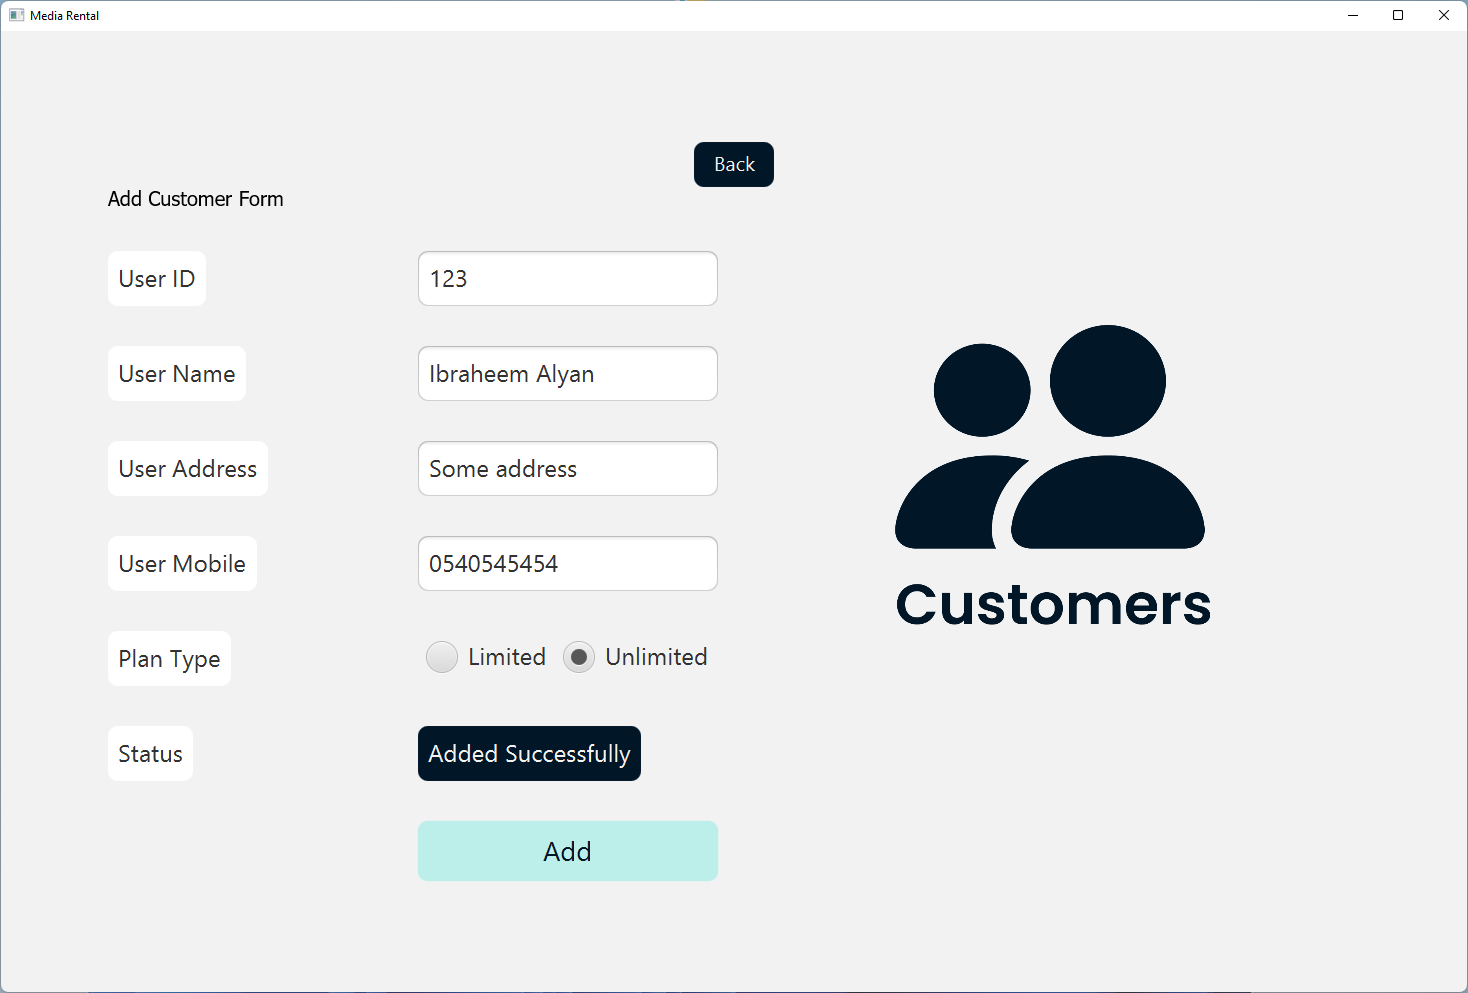 Media Rental
Back
Add Customer Form
User ID
123
User Name
Ibraheem Alyan
User Address
Some address
User Mobile
0540545454
Plan Type
Limited
Unlimited
Status
Added Successfully
Add
Customers